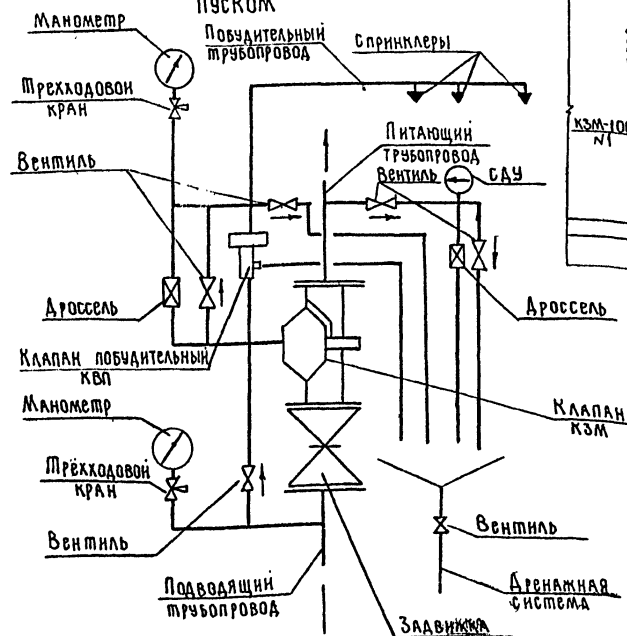 ПУСКОМ
Манометр
Побудительный
трубопровод
Спринклеры
Трехходовой
кран
КЗМ-100
N1
Питающий
трубопровод
Вентиль
Вентиль
СДУ
Дроссель
Дроссель
Клапан побудительный
КВП
Манометр
Клапан
КЗМ
Трёхходовой
кран
Вентиль
Вентиль
Подводящий
трубопровод
Дренажная
система
Задвижка